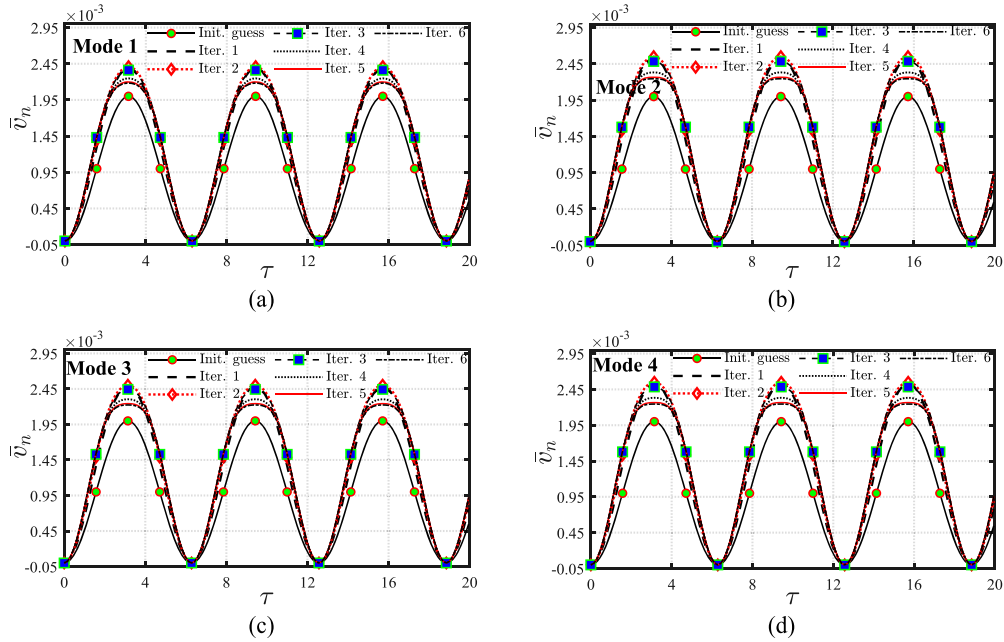 ×10⁻³
2.95
Mode 1
Init. guess
Iter. 3
Iter. 6
Iter. 1
Iter. 4
Iter. 2
Iter. 5
2.45
1.95
1.45
0.95
0.45
-0.05
v̄ₙ
0 4 8 12 16 20
τ
(a)
×10⁻³
2.95
Init. guess
Iter. 3
Iter. 6
Iter. 1
Iter. 4
Iter. 2
Iter. 5
2.45
Mode 2
1.95
1.45
0.95
0.45
-0.05
v̄ₙ
0 4 8 12 16 20
τ
(b)
×10⁻³
2.95
Mode 3
Init. guess
Iter. 3
Iter. 6
Iter. 1
Iter. 4
Iter. 2
Iter. 5
2.45
1.95
1.45
0.95
0.45
-0.05
v̄ₙ
0 4 8 12 16 20
τ
(c)
×10⁻³
2.95
Mode 4
Init. guess
Iter. 3
Iter. 6
Iter. 1
Iter. 4
Iter. 2
Iter. 5
2.45
1.95
1.45
0.95
0.45
-0.05
v̄ₙ
0 4 8 12 16 20
τ
(d)